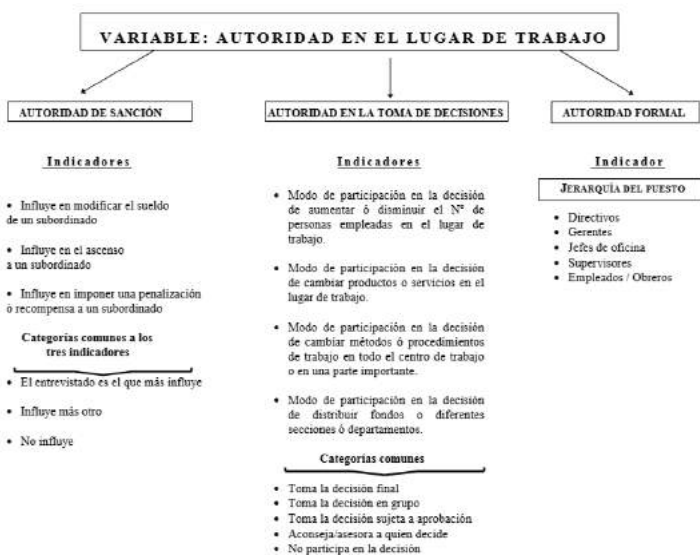 VARIABLE: AUTORIDAD EN EL LUGAR DE TRABAJO
AUTORIDAD DE SANCIÓN
Indicadores
• Influye en modificar el sueldo
de un subordinado
• Influye en el ascenso
a un subordinado
• Influye en imponer una penalización
ò recompensa a un subordinado
Categorías comunes a los
tres indicadores
• El entrevistado es el que más influye
• Influye más otro
• No influye
AUTORIDAD EN LA TOMA DE DECISIONES
Indicadores
• Modo de participación en la decisión
de aumentar ó disminuir el Nº de
personas empleadas en el lugar de
trabajo.
• Modo de participación en la decisión
de cambiar productos o servicios en el
lugar de trabajo.
• Modo de participación en la decisión
de cambiar métodos ó procedimientos
de trabajo en todo el centro de trabajo
o en una parte importante.
• Modo de participación en la decisión
de distribuir fondos o diferentes
secciones ò departamentos.
Categorías comunes
• Toma la decisión final
• Toma la decisión en grupo
• Toma la decisión sujeta a aprobación
• Aconseja/asesora a quien decide
• No participa en la decisión
AUTORIDAD FORMAL
Indicador
JERARQUÍA DEL PUESTO
• Directivos
• Gerentes
• Jefes de oficina
• Supervisores
• Empleados / Obreros